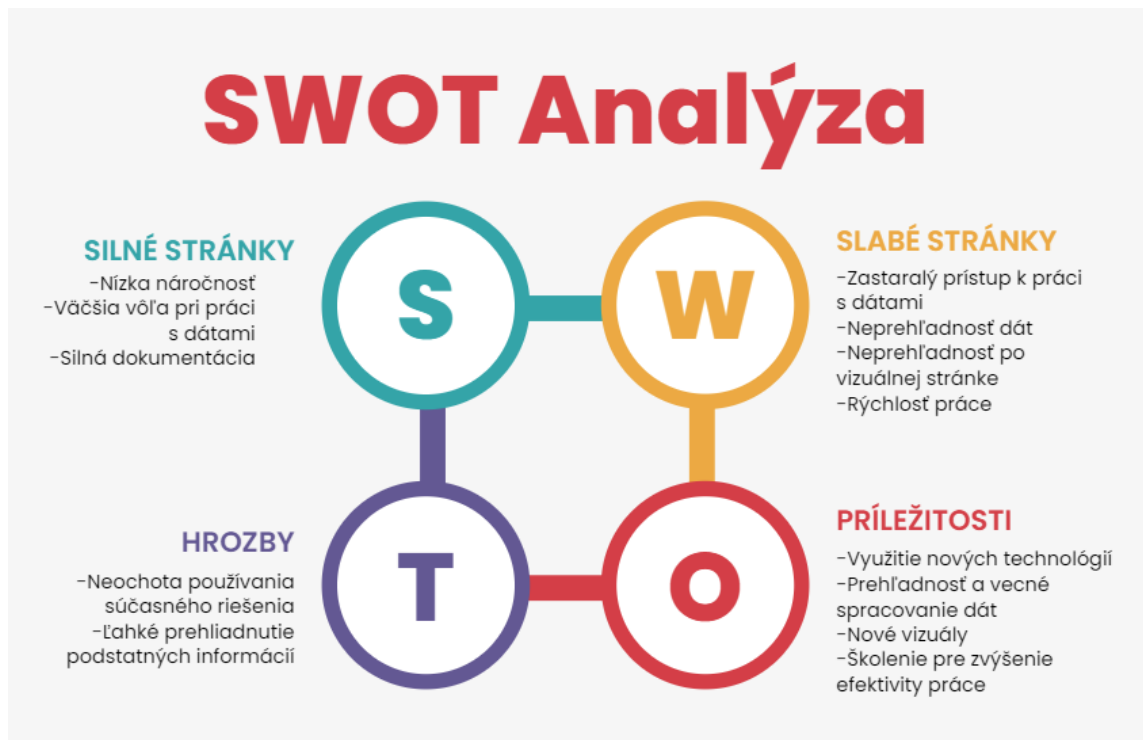 SWOT Analýza
SILNÉ STRÁNKY
-Nízka náročnosť
-Väčšia vôľa pri práci
s dátami
-Silná dokumentácia
S
W
SLABÉ STRÁNKY
-Zastaralý prístup k práci
s dátami
-Neprehľadnosť dát
-Neprehľadnosť po
vizuálnej stránke
-Rýchlosť práce
HROZBY
-Neochota používania
súčasného riešenia
-Ľahké prehliadnutie
podstatných informácií
T
O
PRÍLEŽITOSTI
-Využitie nových technológií
-Prehľadnosť a vecné
spracovanie dát
-Nové vizuály
-Školenie pre zvýšenie
efektivity práce